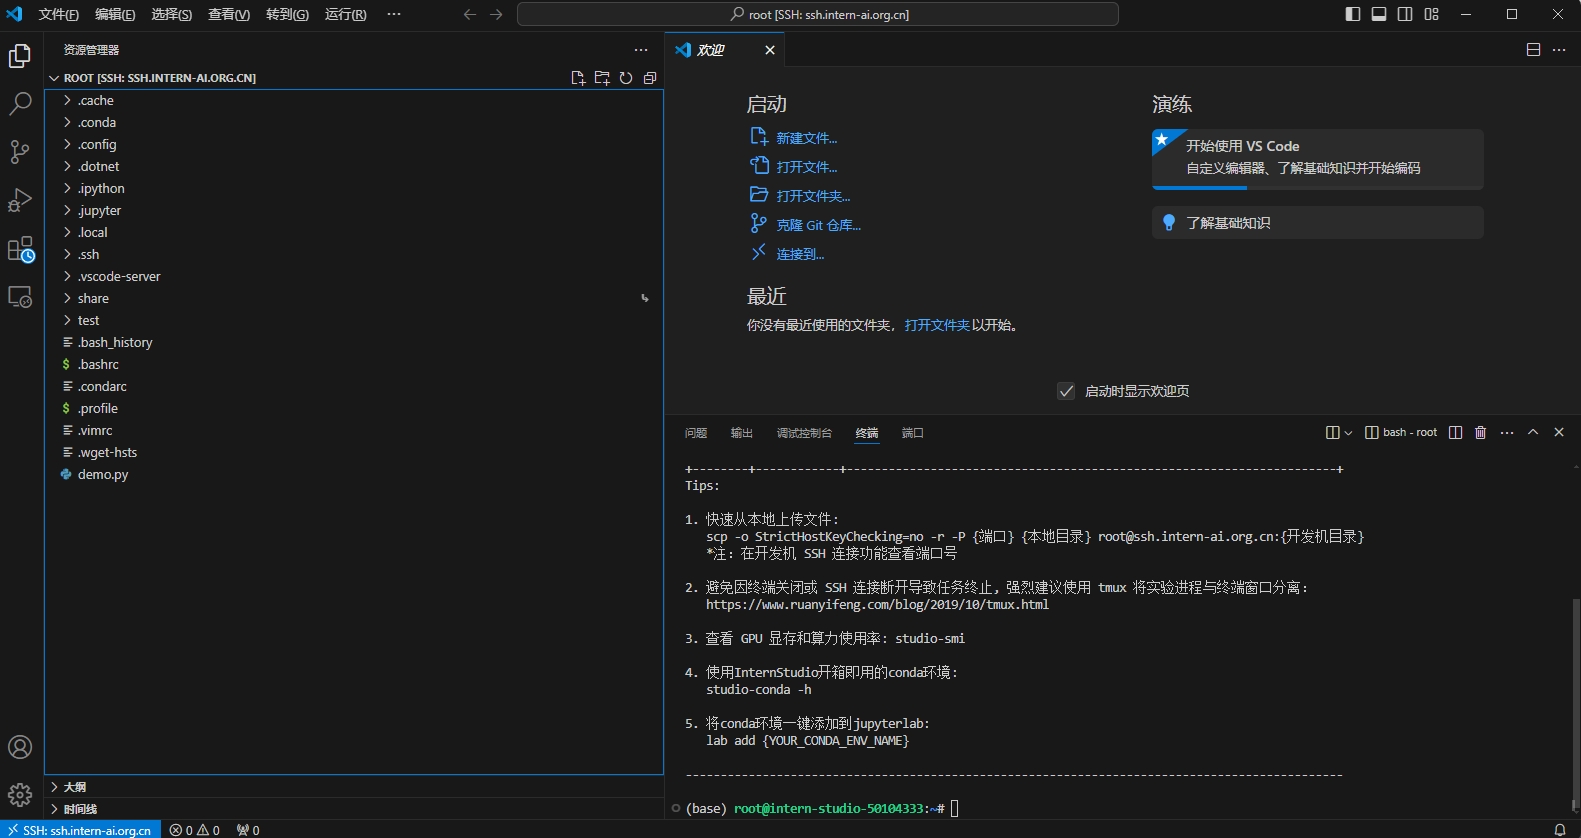 文件(F) 编辑(E) 选择(S) 查看(V) 转到(G) 运行(R) ··· root [SSH: ssh.intern-ai.org.cn]
资源管理器
ROOT [SSH: SSH.INTERN-AI.ORG.CN]
.cache
.conda
.config
.dotnet
.ipython
.jupyter
.local
.ssh
.vscode-server
share
test
.bash_history
$ .bashrc
.condarc
$ .profile
.vimrc
.wget-hsts
demo.py
大纲
时间线
欢迎
启动
新建文件...
打开文件...
打开文件夹...
克隆 Git 仓库...
连接到...
最近
你没有最近使用的文件夹，打开文件夹以开始。
演练
开始使用 VS Code
自定义编辑器、了解基础知识并开始编码
了解基础知识
启动时显示欢迎页
问题 输出 调试控制台 终端 端口 bash - root
+--------+------------+----------------------------------------------------------------------+
Tips:
1. 快速从本地上传文件:
scp -o StrictHostKeyChecking=no -r -P {端口} {本地目录} root@ssh.intern-ai.org.cn:{开发机目录}
*注: 在开发机 SSH 连接功能查看端口号
2. 避免因终端关闭或 SSH 连接断开导致任务终止, 强烈建议使用 tmux 将实验进程与终端窗口分离:
https://www.ruanyifeng.com/blog/2019/10/tmux.html
3. 查看 GPU 显存和算力使用率: studio-smi
4. 使用InternStudio开箱即用的conda环境:
studio-conda -h
5. 将conda环境一键添加到jupyterlab:
lab add {YOUR_CONDA_ENV_NAME}
----------------------------------------------------------------------------------------------
(base) root@intern-studio-50104333:~#
SSH: ssh.intern-ai.org.cn 0 0 0